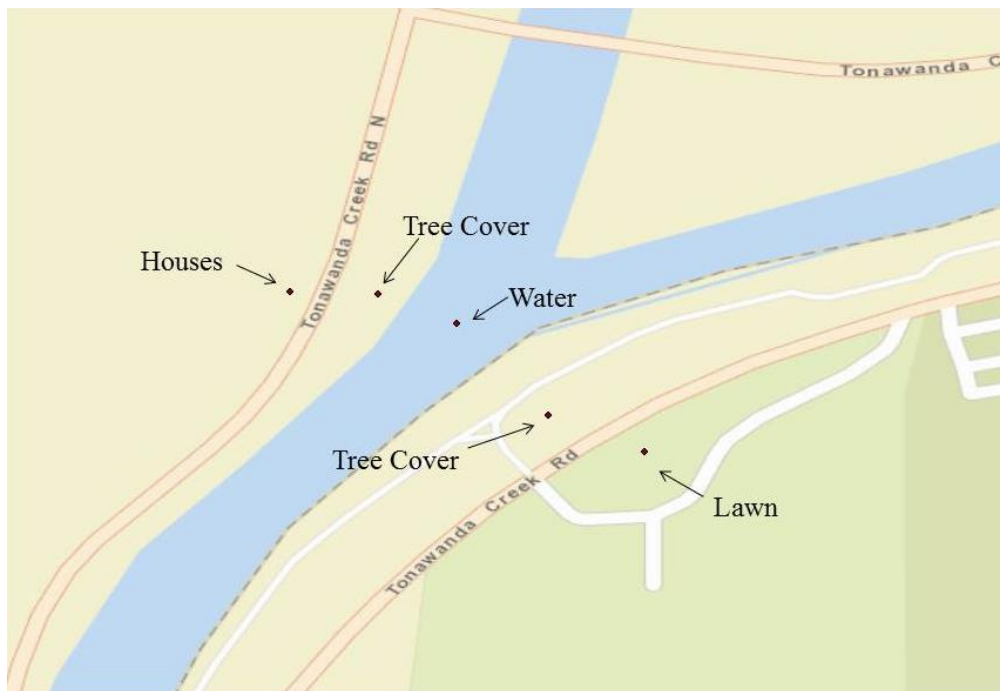 Tonawanda C
Tonawanda Creek Rd N
Tree Cover
Houses
Water
Tree Cover
Tonawanda Creek Rd
Lawn